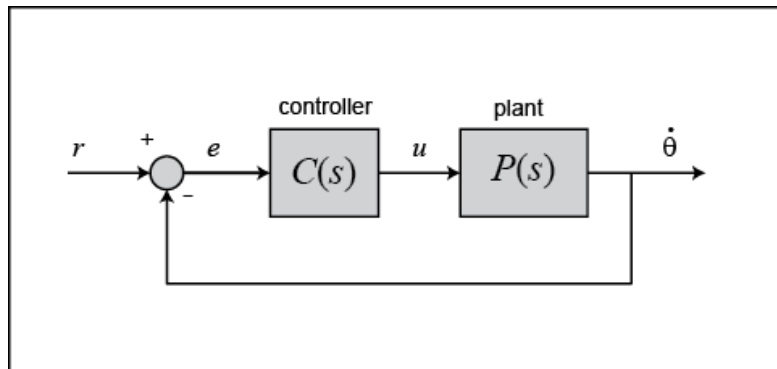 controller plant
r + e C(s) u P(s) θ̇
−